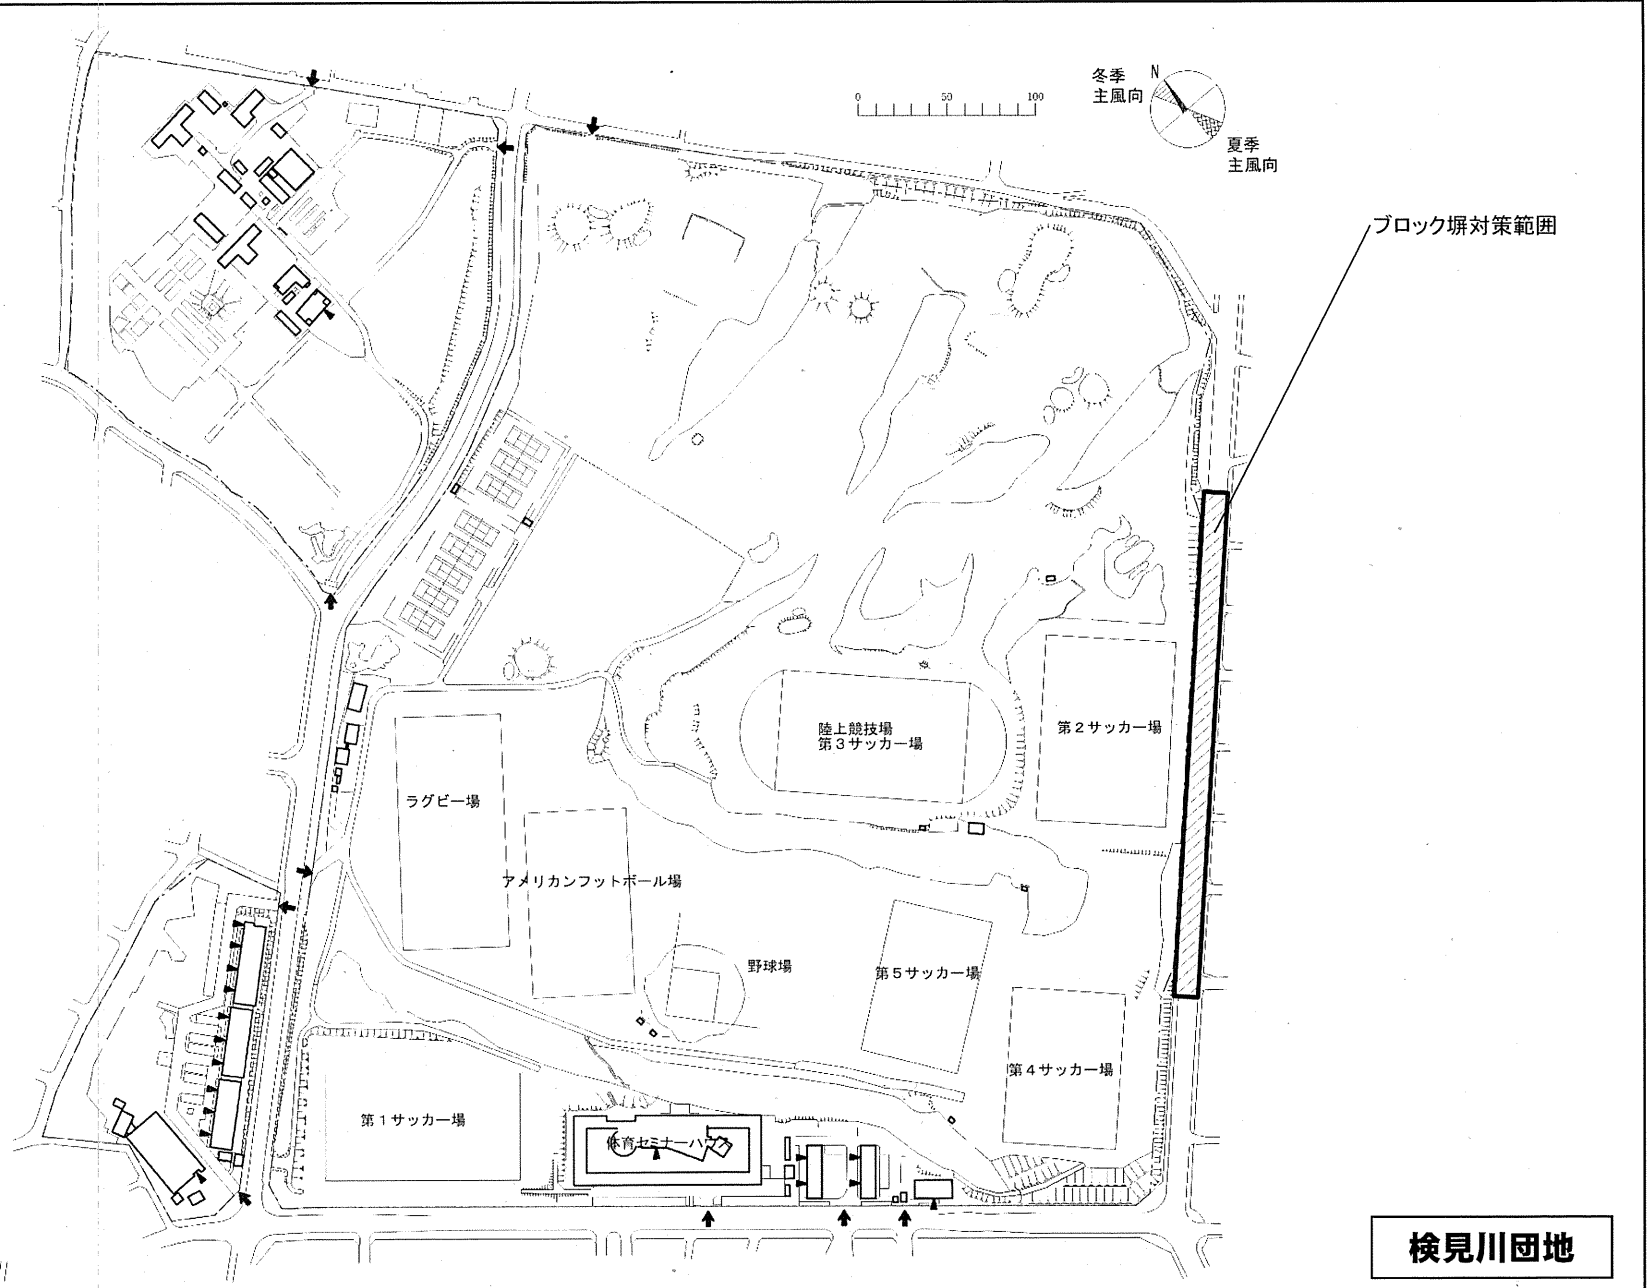 冬季
主風向
N
0 50 100
夏季
主風向
ブロック塀対策範囲
陸上競技場
第3サッカー場
第2サッカー場
ラグビー場
アメリカンフットボール場
野球場
第5サッカー場
第4サッカー場
第1サッカー場
体育セミナーハウス
検見川団地